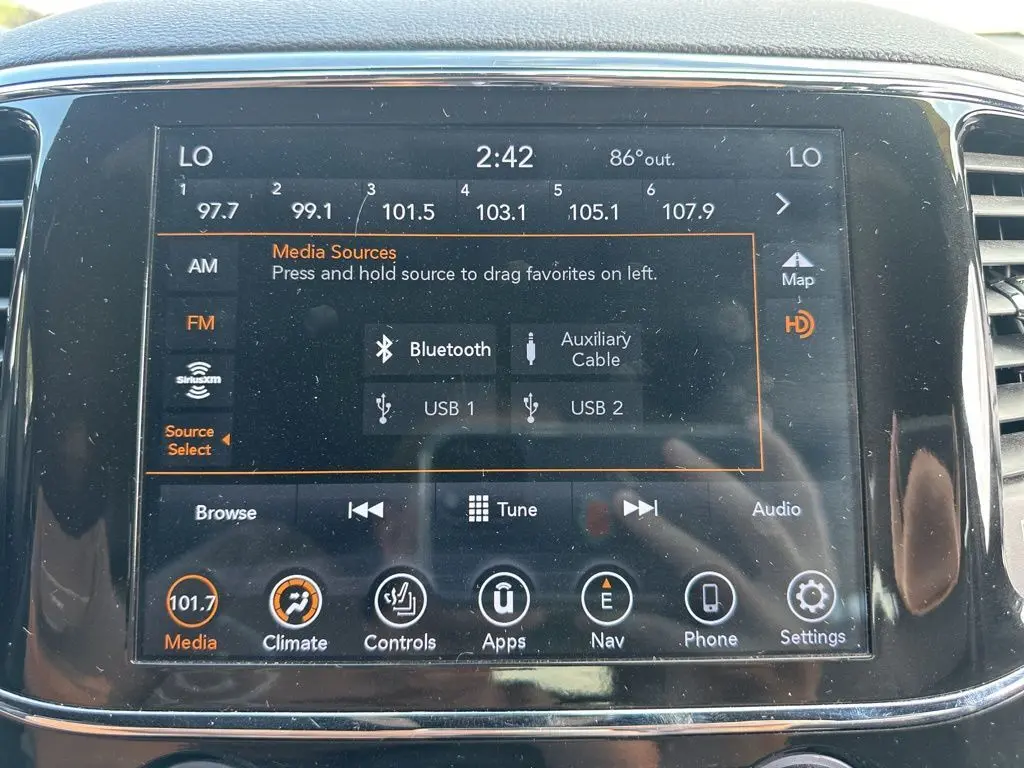 LO 2:42 86°out. LO
1 2 3 4 5 6
97.7 99.1 101.5 103.1 105.1 107.9
Media Sources
Press and hold source to drag favorites on left.
AM
Map
FM
HD
Bluetooth
Auxiliary
Cable
SiriusXM
USB 1
USB 2
Source
Select
Browse Tune Audio
101.7 E
Media Climate Controls Apps Nav Phone Settings